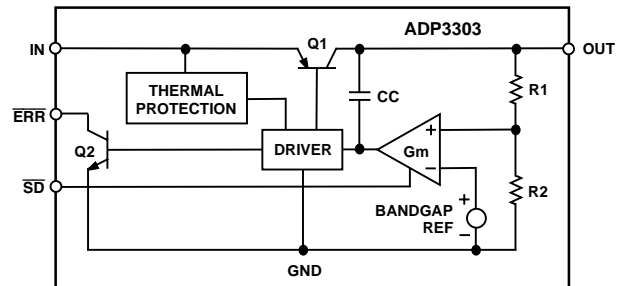 ADP3303
IN
Q1
OUT
THERMAL
PROTECTION
CC
R1
ERR
Q2
DRIVER
+
Gm
−
SD
R2
BANDGAP
REF
+
−
GND